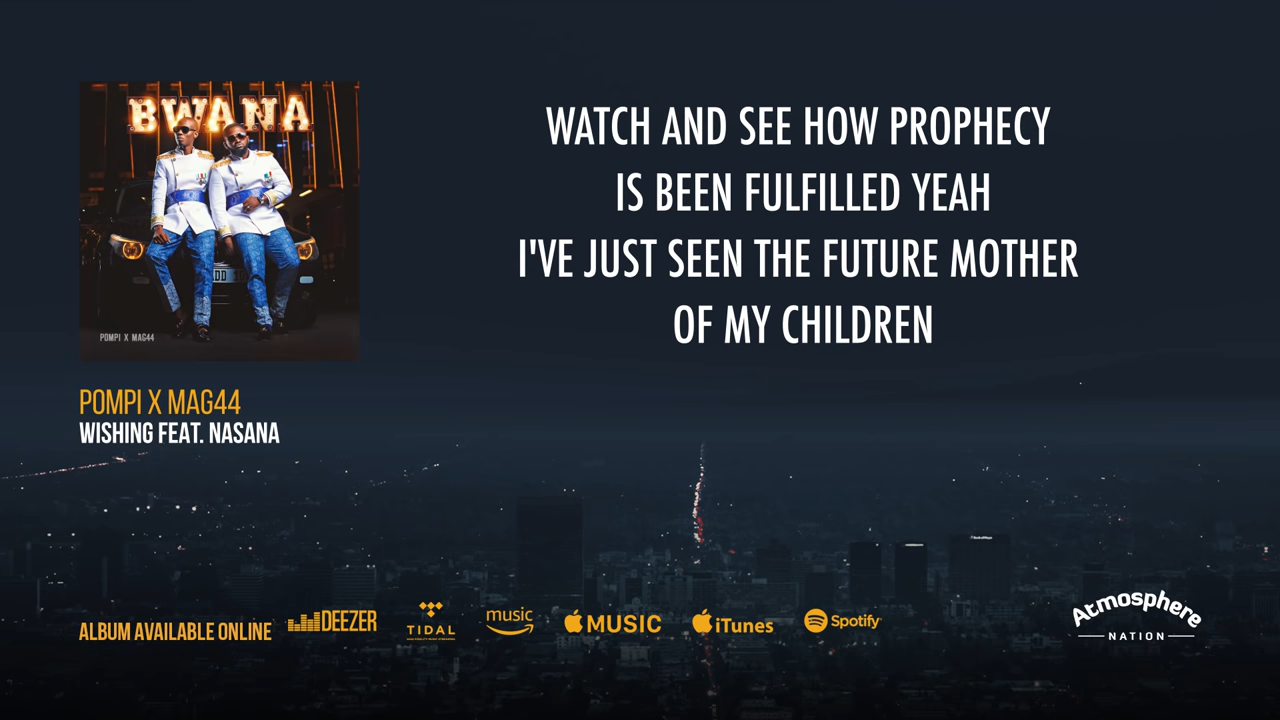 BWANA
POMPI X MAG44
WATCH AND SEE HOW PROPHECY
IS BEEN FULFILLED YEAH
I'VE JUST SEEN THE FUTURE MOTHER
OF MY CHILDREN
POMPI X MAG44
WISHING FEAT. NASANA
ALBUM AVAILABLE ONLINE
DEEZER
TIDAL
music
MUSIC
iTunes
Spotify
Atmosphere
NATION